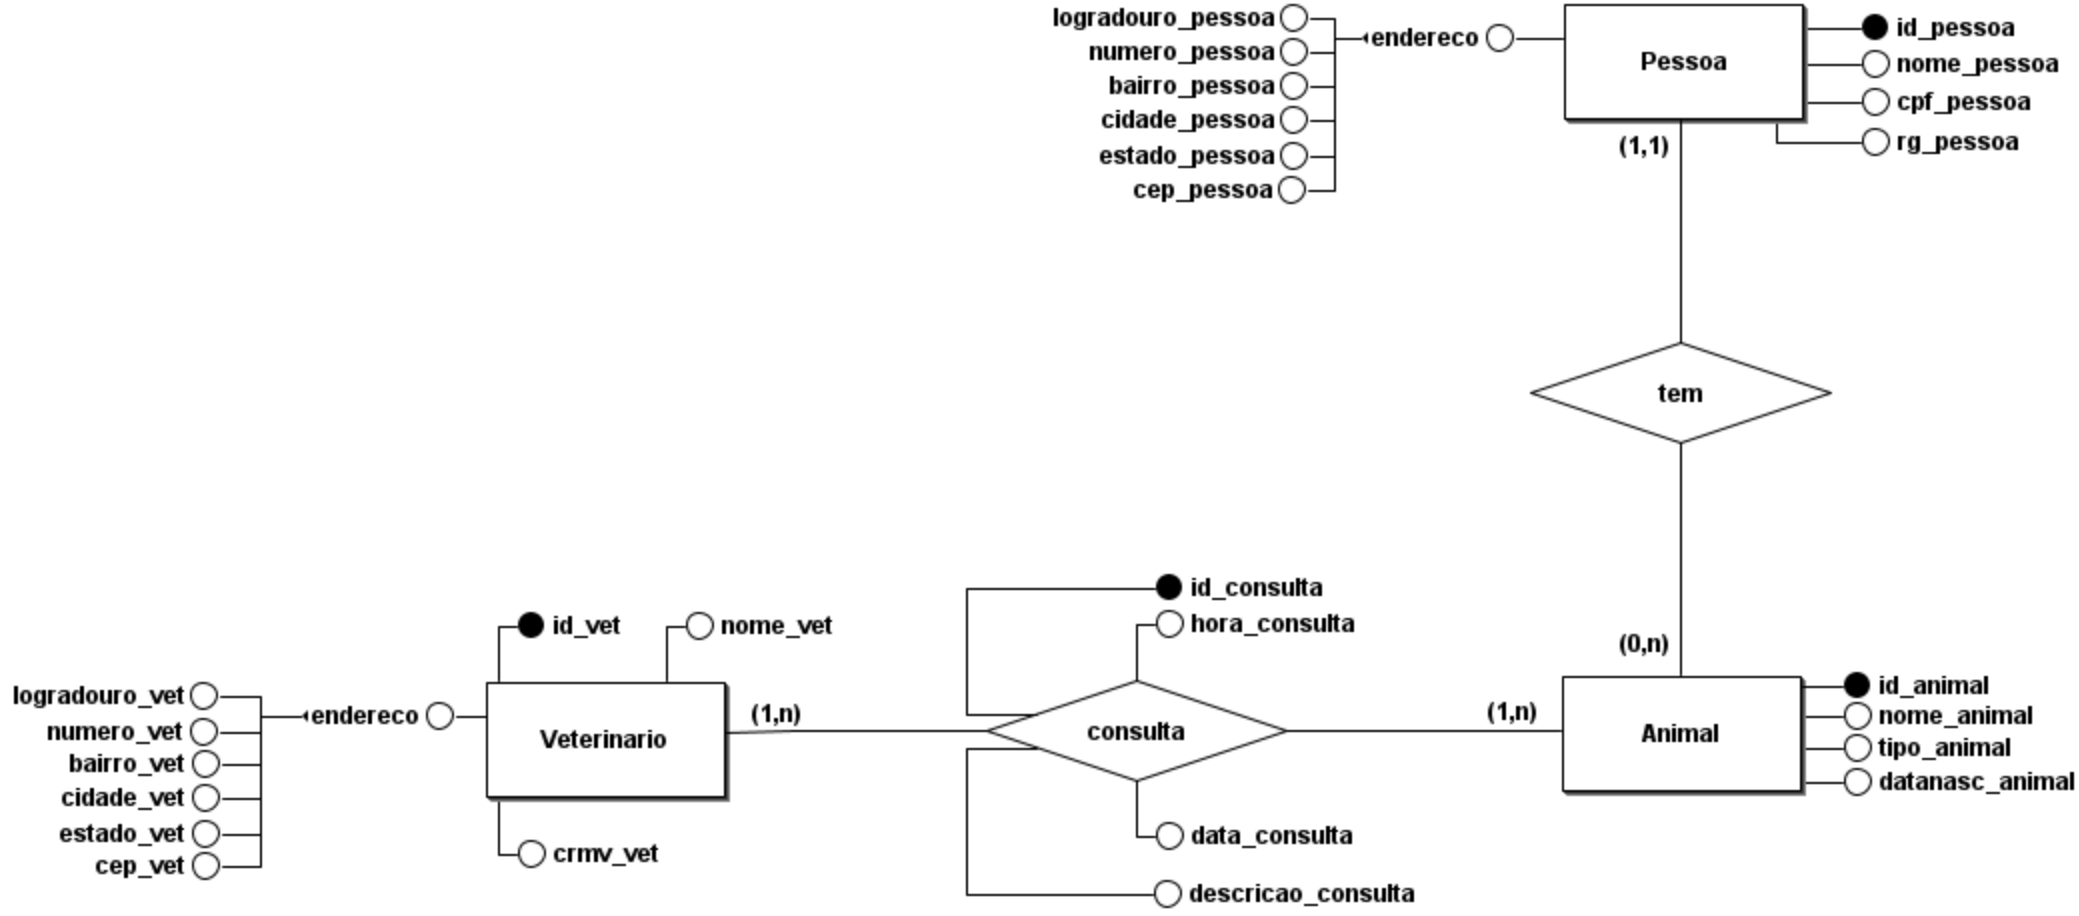 logradouro_pessoa
numero_pessoa
bairro_pessoa
cidade_pessoa
estado_pessoa
cep_pessoa
endereco
Pessoa
id_pessoa
nome_pessoa
cpf_pessoa
rg_pessoa
(1,1)
tem
(0,n)
id_consulta
hora_consulta
id_vet
nome_vet
logradouro_vet
numero_vet
bairro_vet
cidade_vet
estado_vet
cep_vet
endereco
Veterinario
(1,n)
consulta
(1,n)
Animal
id_animal
nome_animal
tipo_animal
datanasc_animal
crmv_vet
data_consulta
descricao_consulta